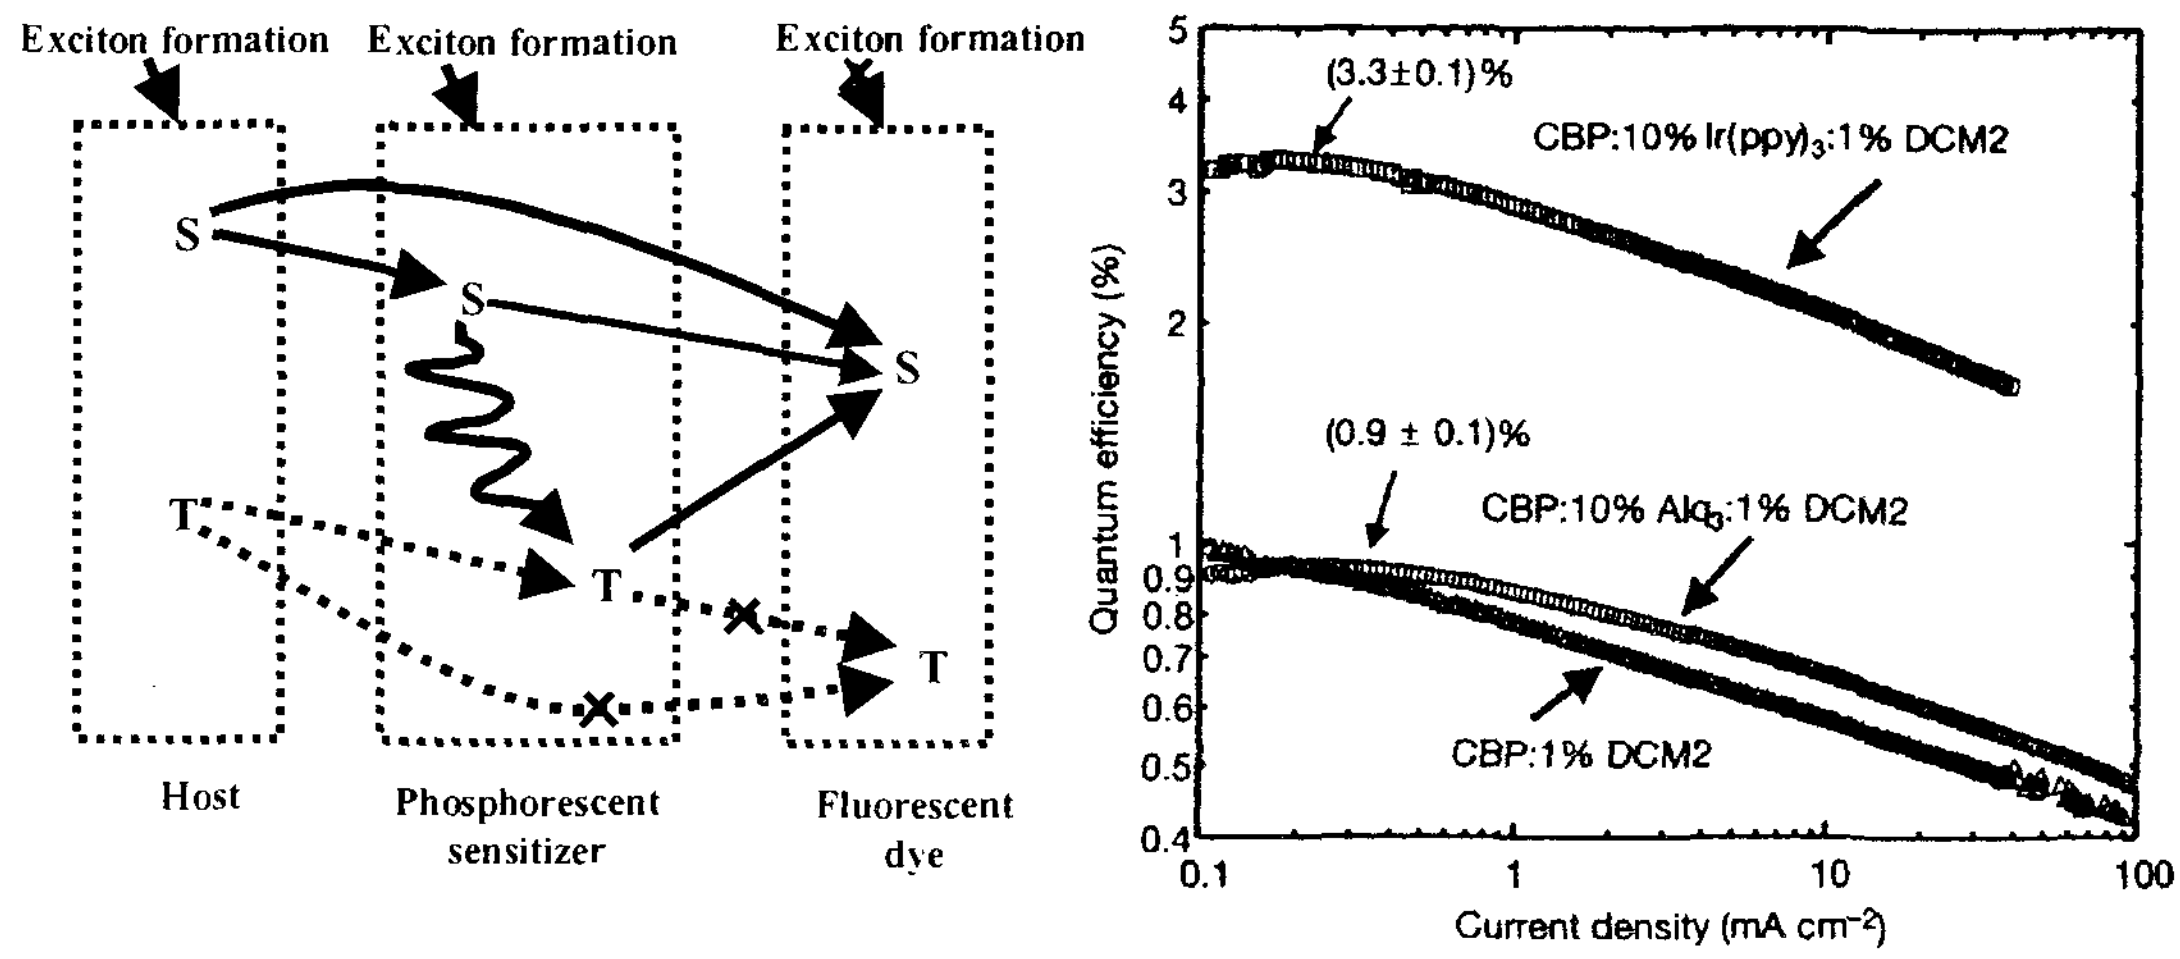 Exciton formation
Exciton formation
Exciton formation
S
S
S
T
T
T
Host
Phosphorescent
sensitizer
Fluorescent
dye
5
4
3
2
1
0.9
0.8
0.7
0.6
0.5
0.4
0.1
1
10
100
Quantum efficiency (%)
Current density (mA cm⁻²)
(3.3±0.1)%
CBP:10% Ir(ppy)₃:1% DCM2
(0.9 ± 0.1)%
CBP:10% Alq₃:1% DCM2
CBP:1% DCM2